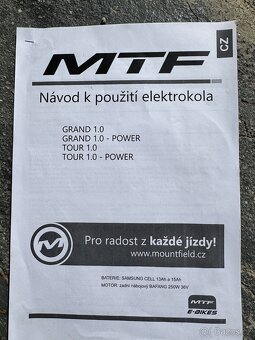 MTF
CZ
Návod k použití elektrokola
GRAND 1.0
GRAND 1.0 - POWER
TOUR 1.0
TOUR 1.0 - POWER
Pro radost z každé jízdy!
www.mountfield.cz
BATERIE: SAMSUNG CELL 13Ah a 15Ah
MOTOR: zadní nábojový BAFANG 250W 36V
MTF
E-BIKES